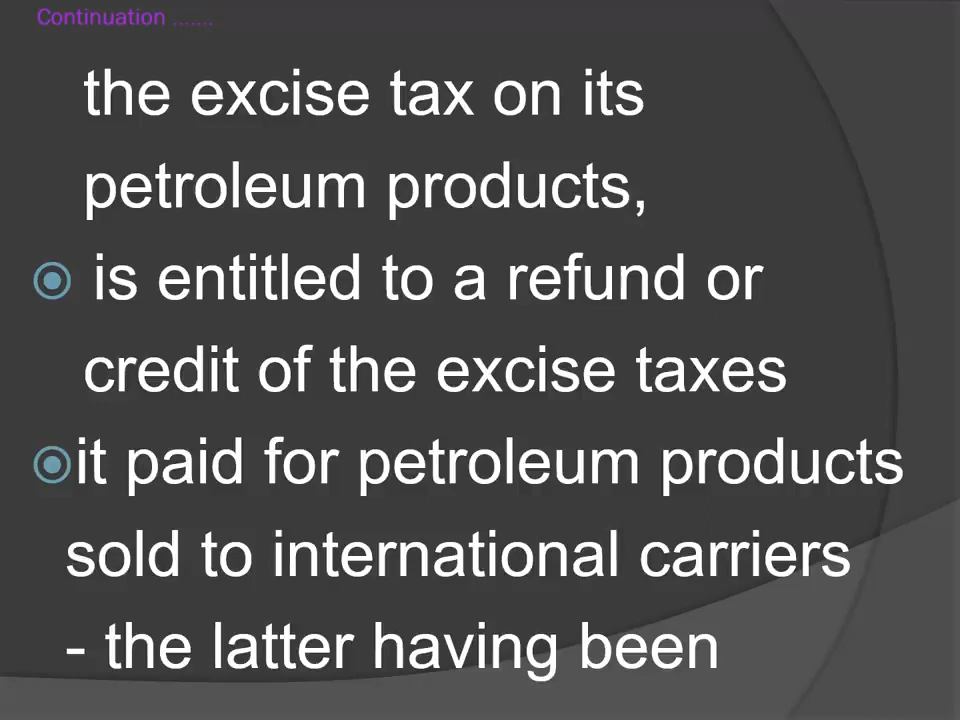 Continuation .......
the excise tax on its
petroleum products,
is entitled to a refund or
credit of the excise taxes
it paid for petroleum products
sold to international carriers
- the latter having been